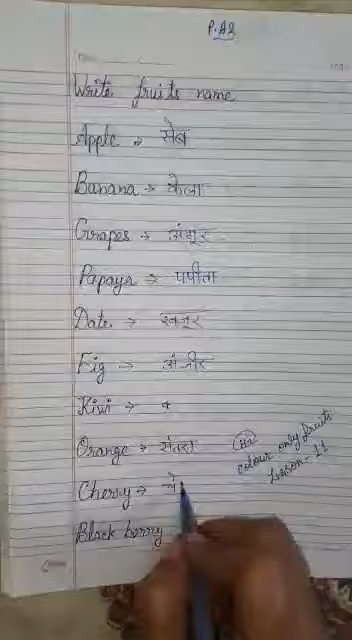 P. A2
Write fruits name
Apple → सेब
Banana → केला
Grapes → अंगूर
Papaya → पपीता
Date → खजूर
Fig → अंजीर
Kiwi →
Orange → संतरा
HW
colour only fruits
Lesson - 11
Cherry → चे
Black berry